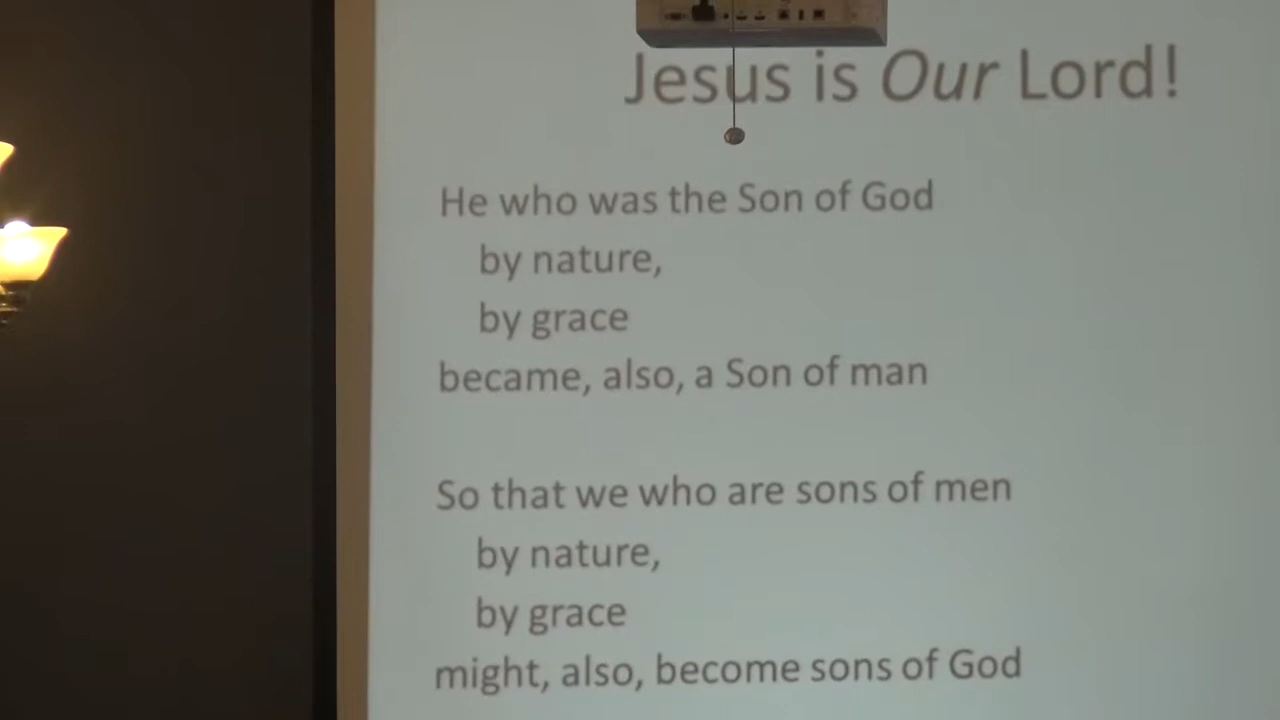 Jesus is Our Lord!
He who was the Son of God
by nature,
by grace
became, also, a Son of man
So that we who are sons of men
by nature,
by grace
might, also, become sons of God